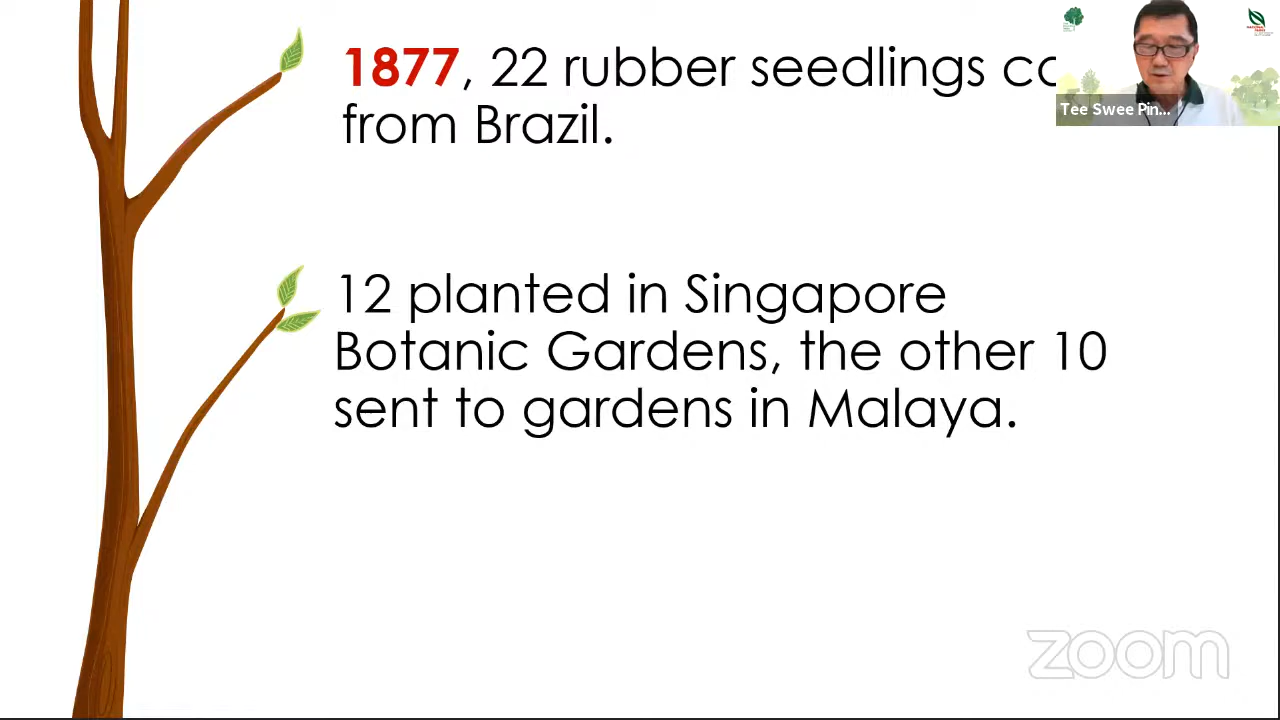 1877, 22 rubber seedlings
from Brazil.
12 planted in Singapore
Botanic Gardens, the other 10
sent to gardens in Malaya.
Tee Swee Pin...
zoom